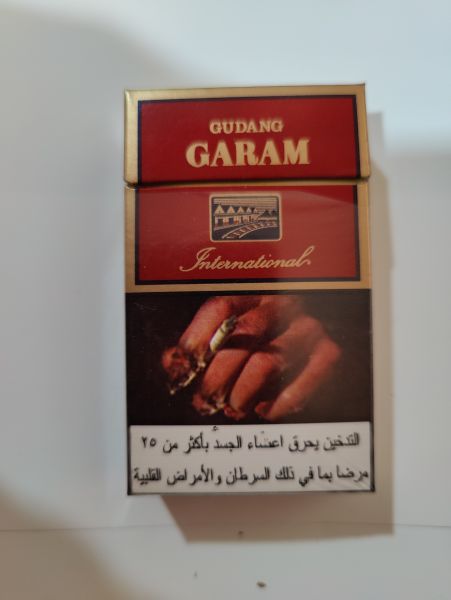 GUDANG
GARAM
International
التدخين يحرق اعضاء الجسد بأكثر من ٢٥
مرضا بما في ذلك السرطان والأمراض القلبية